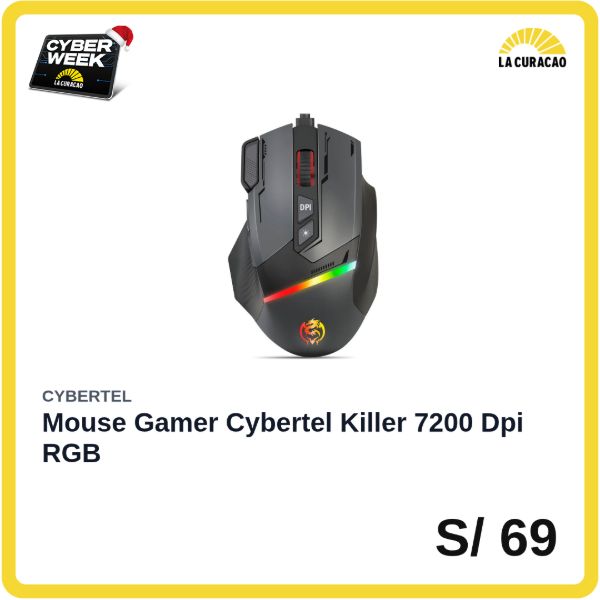 CYBER
WEEK
LA CURACAO
LA CURACAO
DPI
CYBERTEL
Mouse Gamer Cybertel Killer 7200 Dpi
RGB
S/ 69